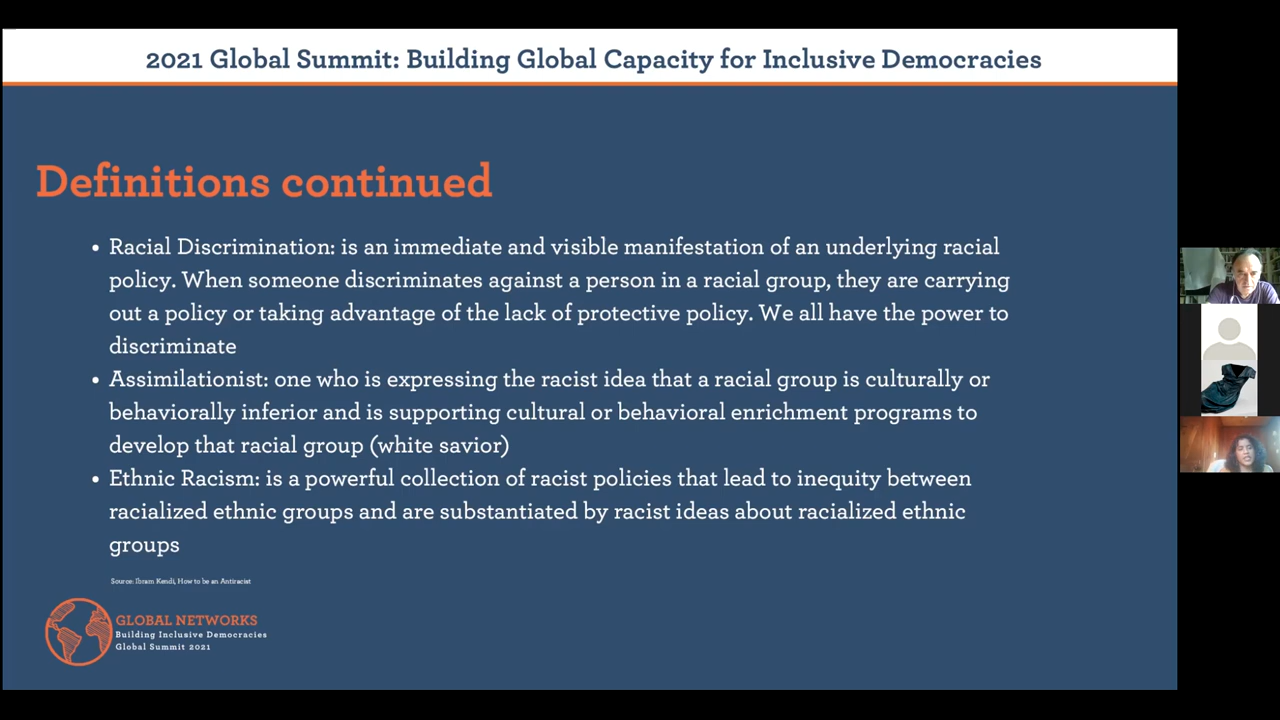 2021 Global Summit: Building Global Capacity for Inclusive Democracies
Definitions continued
• Racial Discrimination: is an immediate and visible manifestation of an underlying racial
policy. When someone discriminates against a person in a racial group, they are carrying
out a policy or taking advantage of the lack of protective policy. We all have the power to
discriminate
• Assimilationist: one who is expressing the racist idea that a racial group is culturally or
behaviorally inferior and is supporting cultural or behavioral enrichment programs to
develop that racial group (white savior)
• Ethnic Racism: is a powerful collection of racist policies that lead to inequity between
racialized ethnic groups and are substantiated by racist ideas about racialized ethnic
groups
Source: Ibram Kendi, How to be an Antiracist
GLOBAL NETWORKS
Building Inclusive Democracies
Global Summit 2021